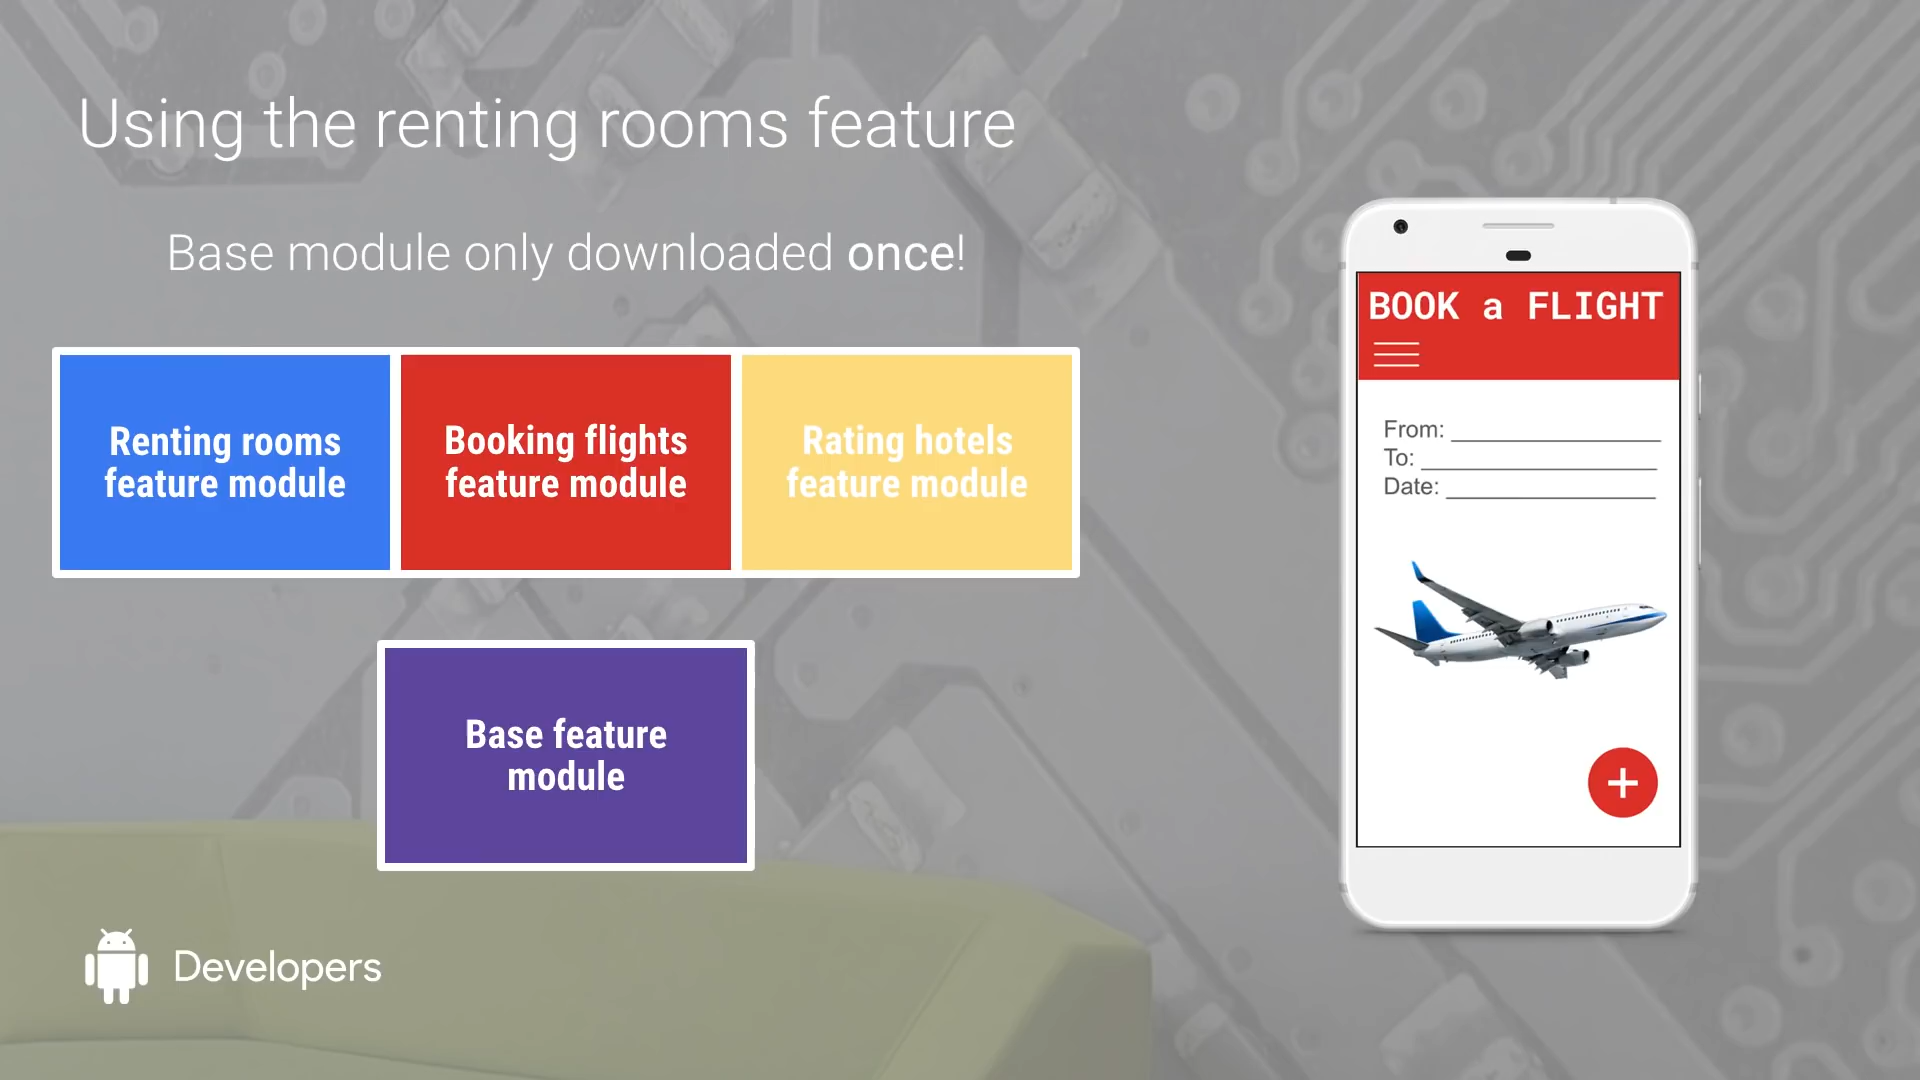 Using the renting rooms feature
Base module only downloaded once!
Renting rooms
feature module
Booking flights
feature module
Rating hotels
feature module
Base feature
module
Developers
BOOK a FLIGHT
From:
To:
Date: